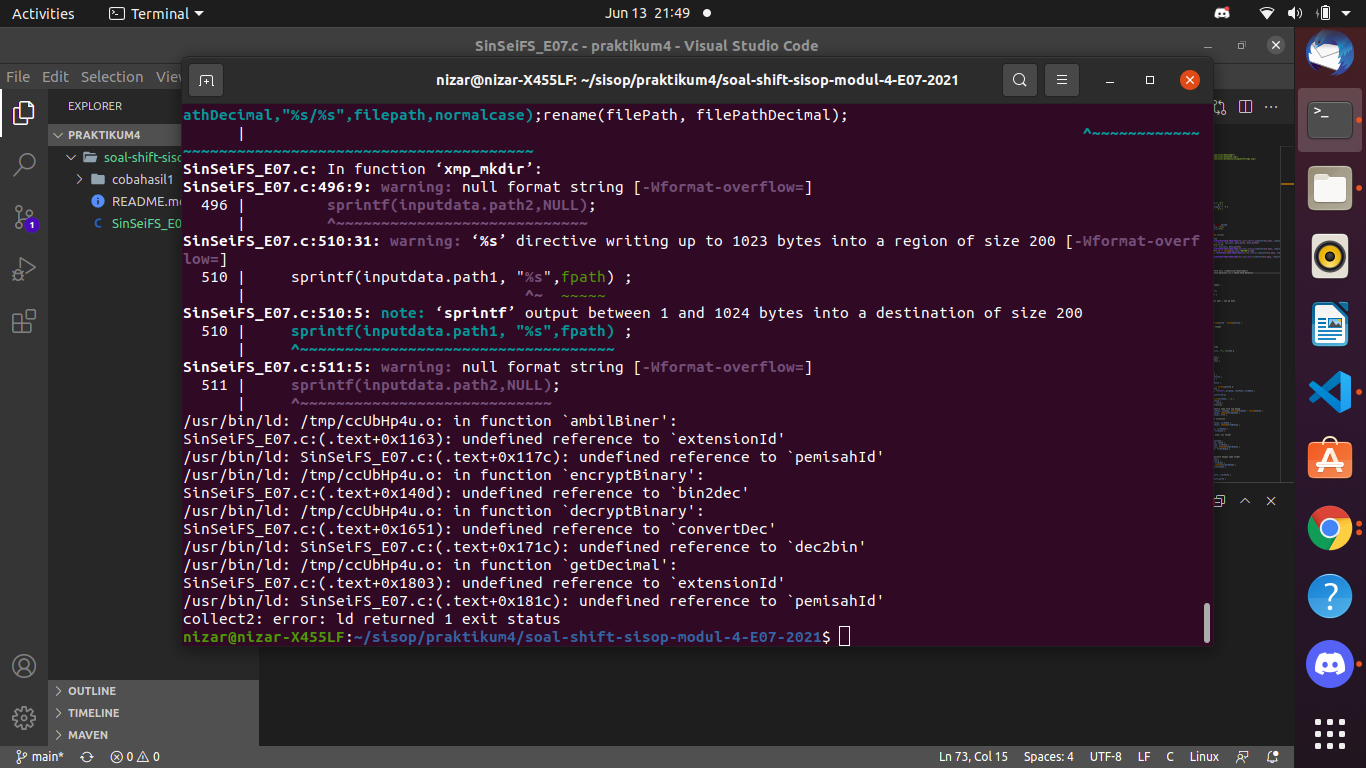 Activities
Terminal
Jun 13 21:49
SinSeiFS_E07.c - praktikum4 - Visual Studio Code
File Edit Selection View
nizar@nizar-X455LF: ~/sisop/praktikum4/soal-shift-sisop-modul-4-E07-2021
EXPLORER
PRAKTIKUM4
soal-shift-siso
cobahasil1
README.m
C SinSeiFS_E0
1
athDecimal,"%s/%s",filepath,normalcase);rename(filePath, filePathDecimal);
| ^~~~~~~~~~~~~
~~~~~~~~~~~~~~~~~~~~~~~~~~~~~~~~~~~~~~~
SinSeiFS_E07.c: In function ‘xmp_mkdir’:
SinSeiFS_E07.c:496:9: warning: null format string [-Wformat-overflow=]
496 | sprintf(inputdata.path2,NULL);
| ^~~~~~~~~~~~~~~~~~~~~~~~~~~~~
SinSeiFS_E07.c:510:31: warning: ‘%s’ directive writing up to 1023 bytes into a region of size 200 [-Wformat-overf
low=]
510 | sprintf(inputdata.path1, "%s",fpath) ;
| ^~ ~~~~~
SinSeiFS_E07.c:510:5: note: ‘sprintf’ output between 1 and 1024 bytes into a destination of size 200
510 | sprintf(inputdata.path1, "%s",fpath) ;
| ^~~~~~~~~~~~~~~~~~~~~~~~~~~~~~~~~~~~
SinSeiFS_E07.c:511:5: warning: null format string [-Wformat-overflow=]
511 | sprintf(inputdata.path2,NULL);
| ^~~~~~~~~~~~~~~~~~~~~~~~~~~~~
/usr/bin/ld: /tmp/ccUbHp4u.o: in function `ambilBiner':
SinSeiFS_E07.c:(.text+0x1163): undefined reference to `extensionId'
/usr/bin/ld: SinSeiFS_E07.c:(.text+0x117c): undefined reference to `pemisahId'
/usr/bin/ld: /tmp/ccUbHp4u.o: in function `encryptBinary':
SinSeiFS_E07.c:(.text+0x140d): undefined reference to `bin2dec'
/usr/bin/ld: /tmp/ccUbHp4u.o: in function `decryptBinary':
SinSeiFS_E07.c:(.text+0x1651): undefined reference to `convertDec'
/usr/bin/ld: SinSeiFS_E07.c:(.text+0x171c): undefined reference to `dec2bin'
/usr/bin/ld: /tmp/ccUbHp4u.o: in function `getDecimal':
SinSeiFS_E07.c:(.text+0x1803): undefined reference to `extensionId'
/usr/bin/ld: SinSeiFS_E07.c:(.text+0x181c): undefined reference to `pemisahId'
collect2: error: ld returned 1 exit status
nizar@nizar-X455LF:~/sisop/praktikum4/soal-shift-sisop-modul-4-E07-2021$
OUTLINE
TIMELINE
MAVEN
main* 0 0 Ln 73, Col 15 Spaces: 4 UTF-8 LF C Linux